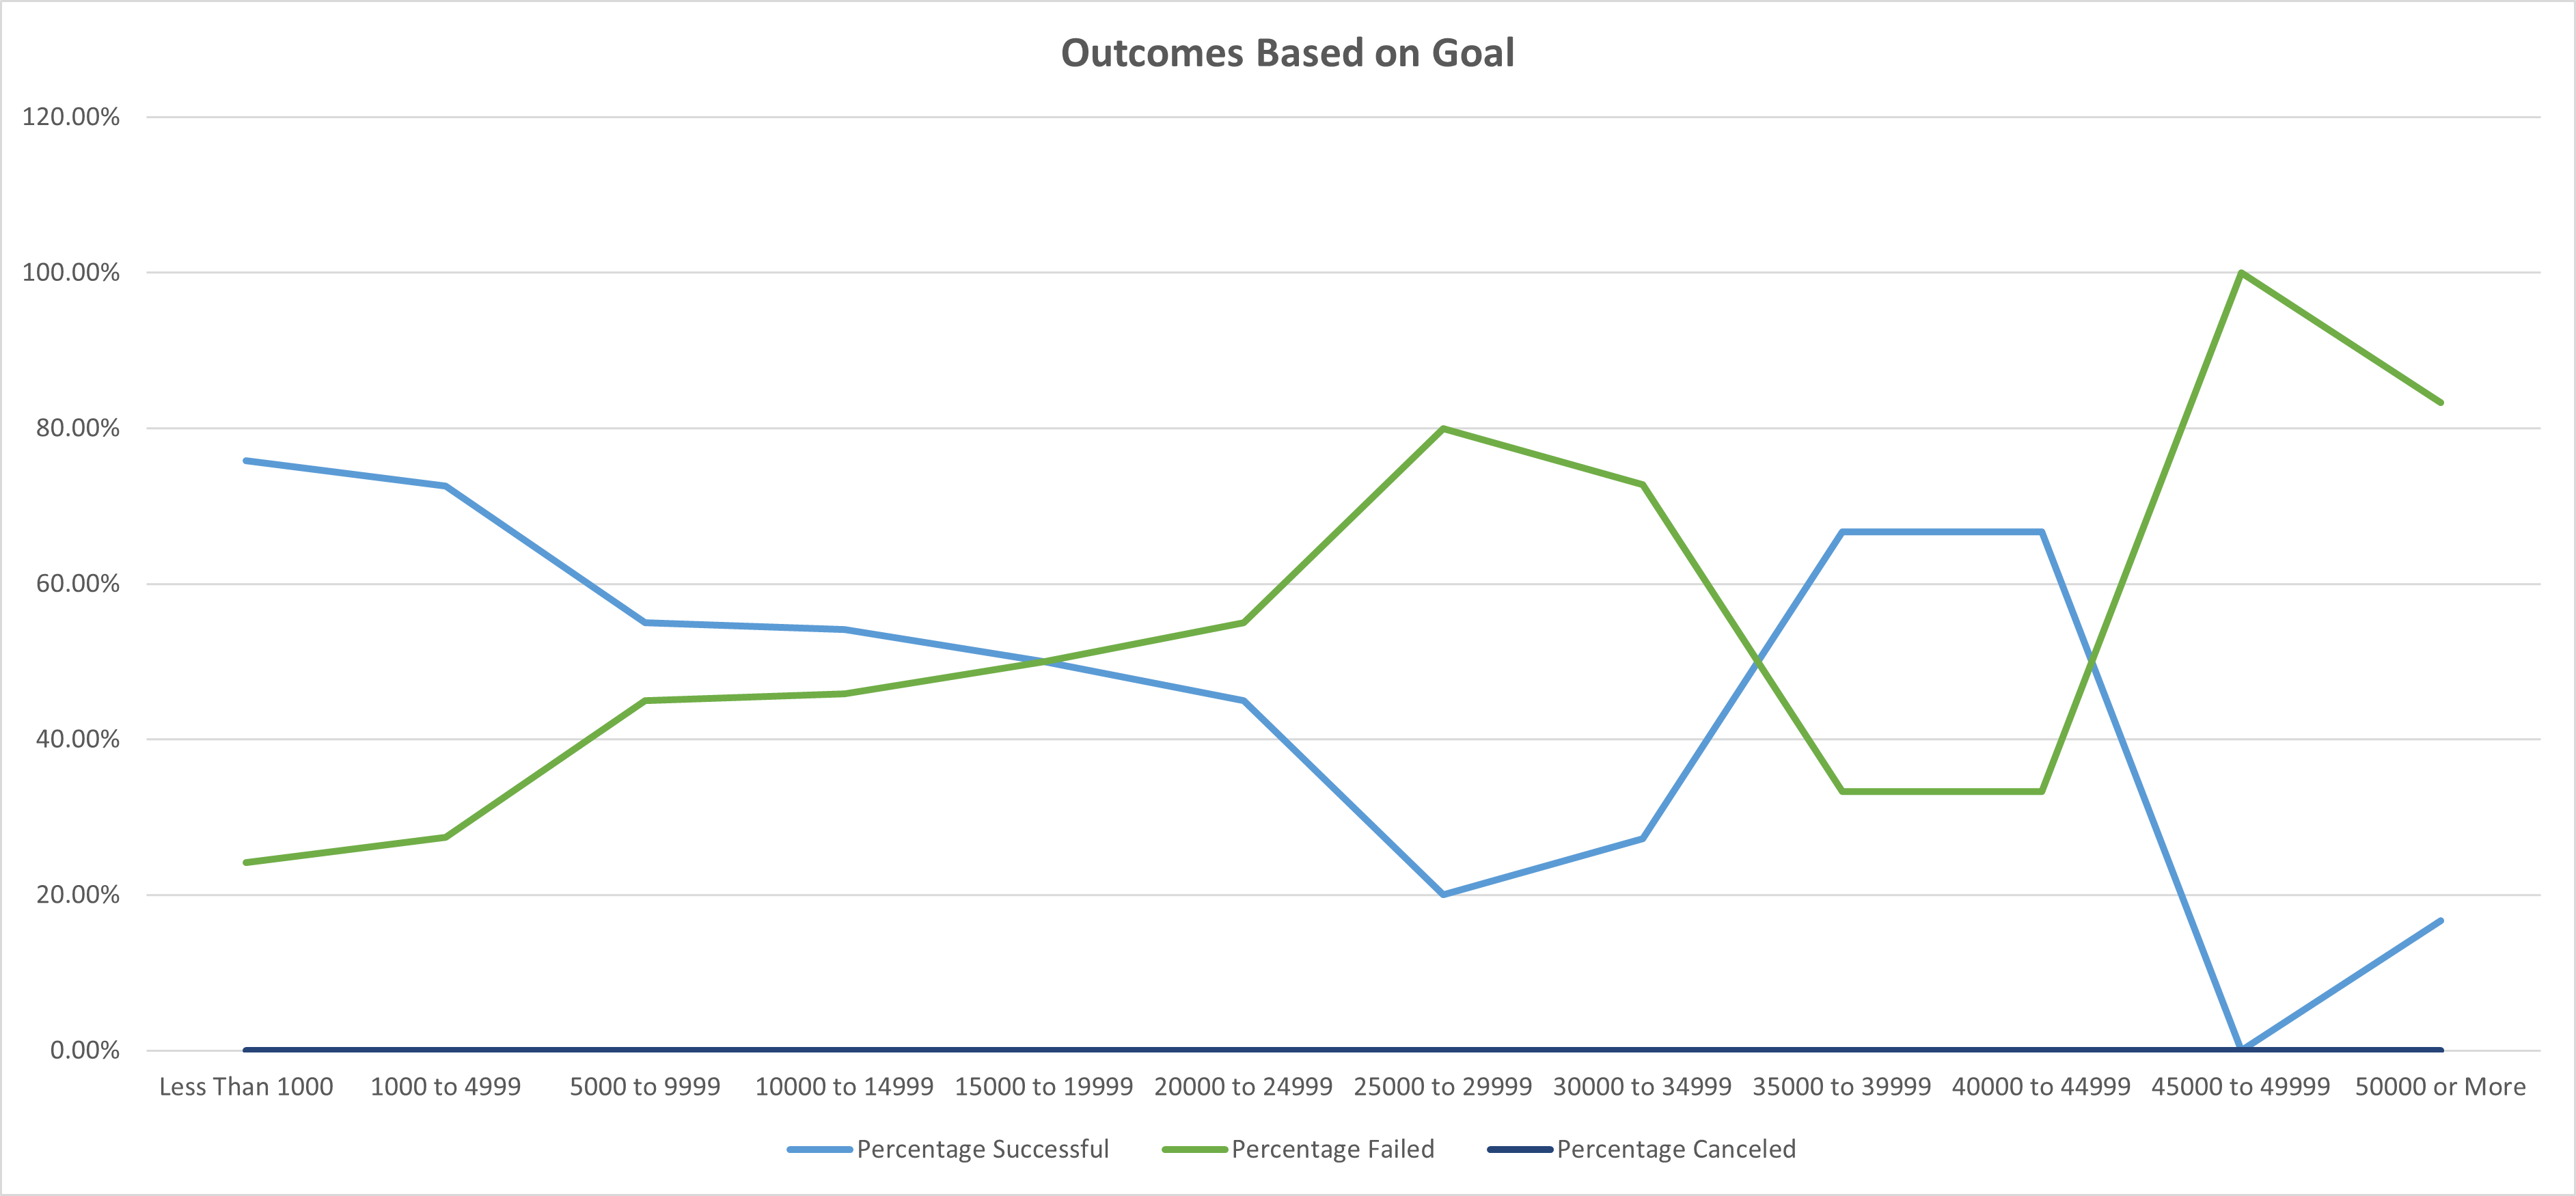 Outcomes Based on Goal
120.00%
100.00%
80.00%
60.00%
40.00%
20.00%
0.00%
Less Than 1000 1000 to 4999 5000 to 9999 10000 to 14999 15000 to 19999 20000 to 24999 25000 to 29999 30000 to 34999 35000 to 39999 40000 to 44999 45000 to 49999 50000 or More
Percentage Successful Percentage Failed Percentage Canceled